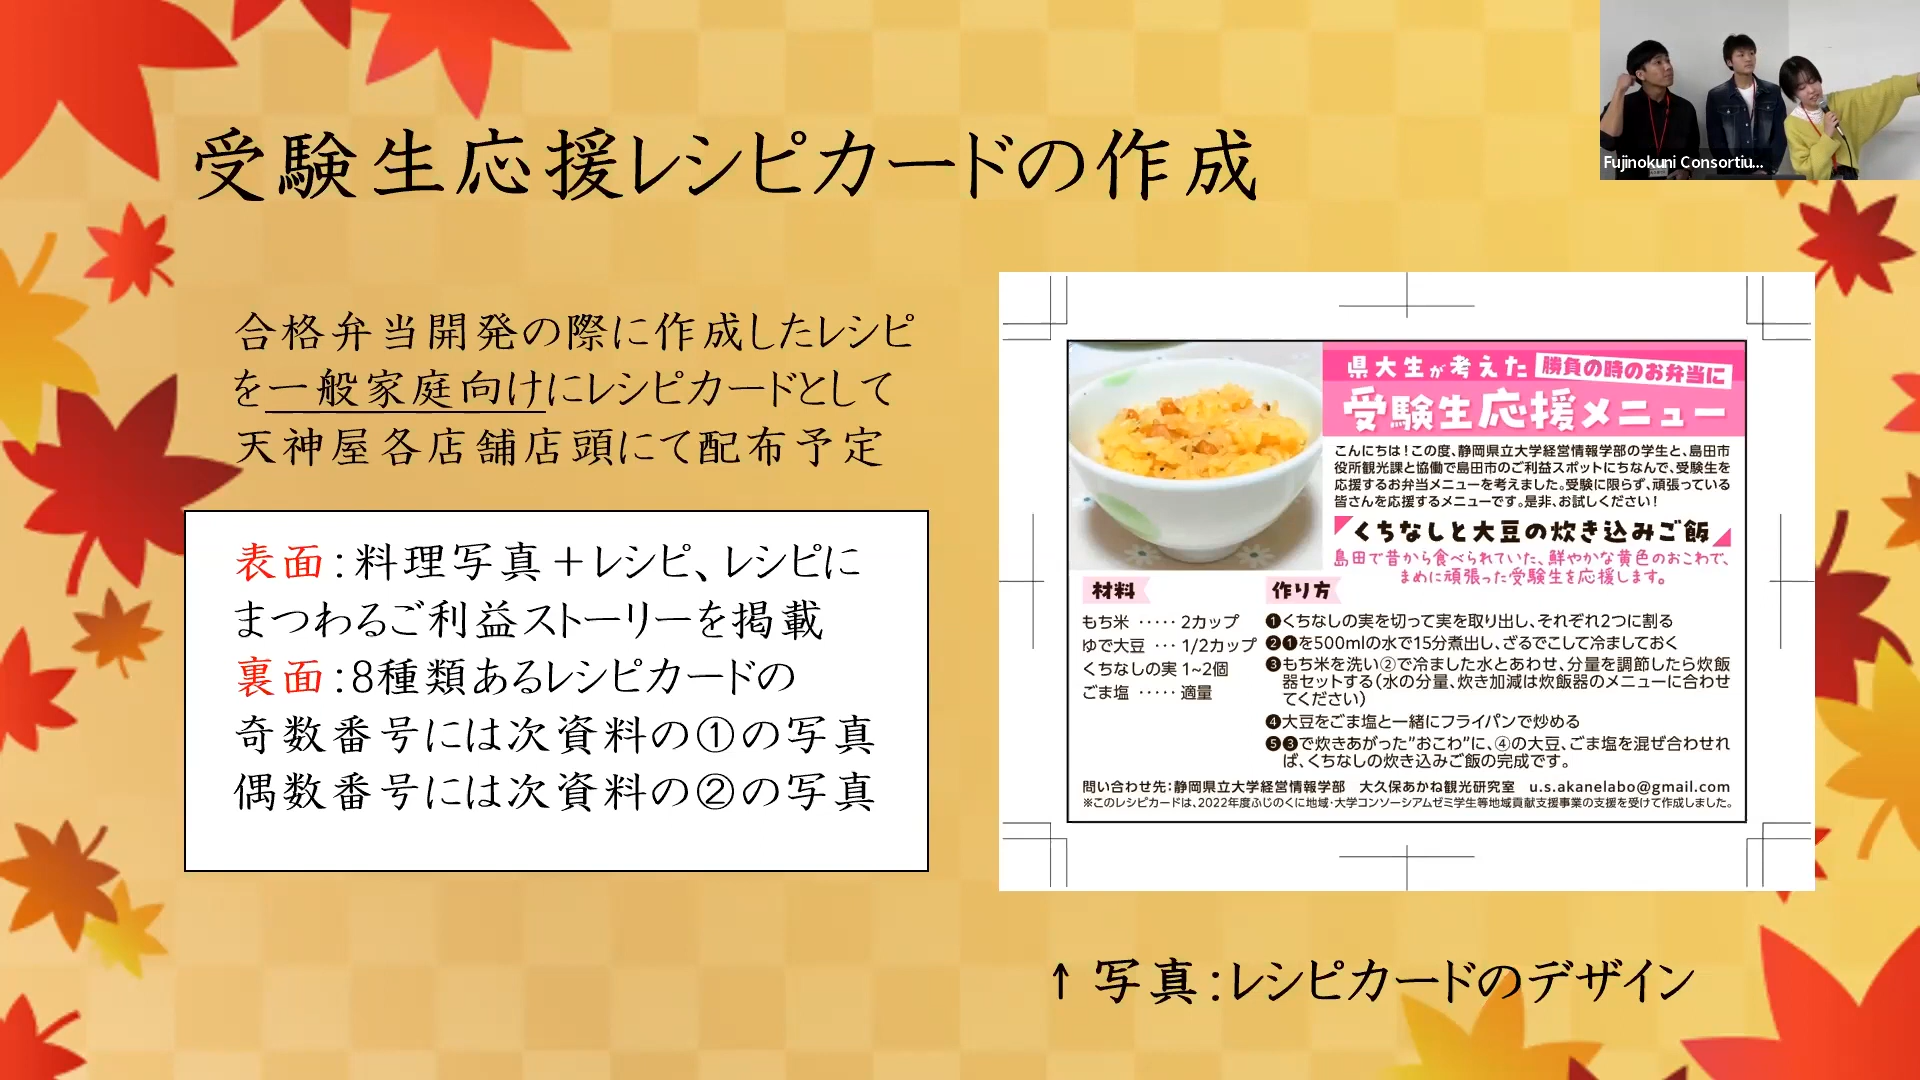 受験生応援レシピカードの作成
Fujinokuni Consortiu...
合格弁当開発の際に作成したレシピ
を一般家庭向けにレシピカードとして
天神屋各店舗店頭にて配布予定
表面：料理写真＋レシピ、レシピに
まつわるご利益ストーリーを掲載
裏面：8種類あるレシピカードの
奇数番号には次資料の①の写真
偶数番号には次資料の②の写真
県大生が考えた 勝負の時のお弁当に
受験生応援メニュー
こんにちは！この度、静岡県立大学経営情報学部の学生と、島田市
役所観光課と協働で島田市のご利益スポットにちなんで、受験生を
応援するお弁当メニューを考えました。受験に限らず、頑張っている
皆さんを応援するメニューです。是非、お試しください！
くちなしと大豆の炊き込みご飯
島田で昔から食べられていた、鮮やかな黄色のおこわで、
まめに頑張った受験生を応援します。
材料
もち米 ····· 2カップ
ゆで大豆 ··· 1/2カップ
くちなしの実 1~2個
ごま塩 ····· 適量
作り方
❶くちなしの実を切って実を取り出し、それぞれ2つに割る
❷❶を500mlの水で15分煮出し、ざるでこして冷ましておく
❸もち米を洗い②で冷ました水とあわせ、分量を調節したら炊飯
器セットする（水の分量、炊き加減は炊飯器のメニューに合わせ
てください）
❹大豆をごま塩と一緒にフライパンで炒める
❺❸で炊きあがった"おこわ"に、④の大豆、ごま塩を混ぜ合わせれ
ば、くちなしの炊き込みご飯の完成です。
問い合わせ先：静岡県立大学経営情報学部　大久保あかね観光研究室　u.s.akanelabo@gmail.com
※このレシピカードは、2022年度ふじのくに地域・大学コンソーシアムゼミ学生等地域貢献支援事業の支援を受けて作成しました。
↑ 写真：レシピカードのデザイン